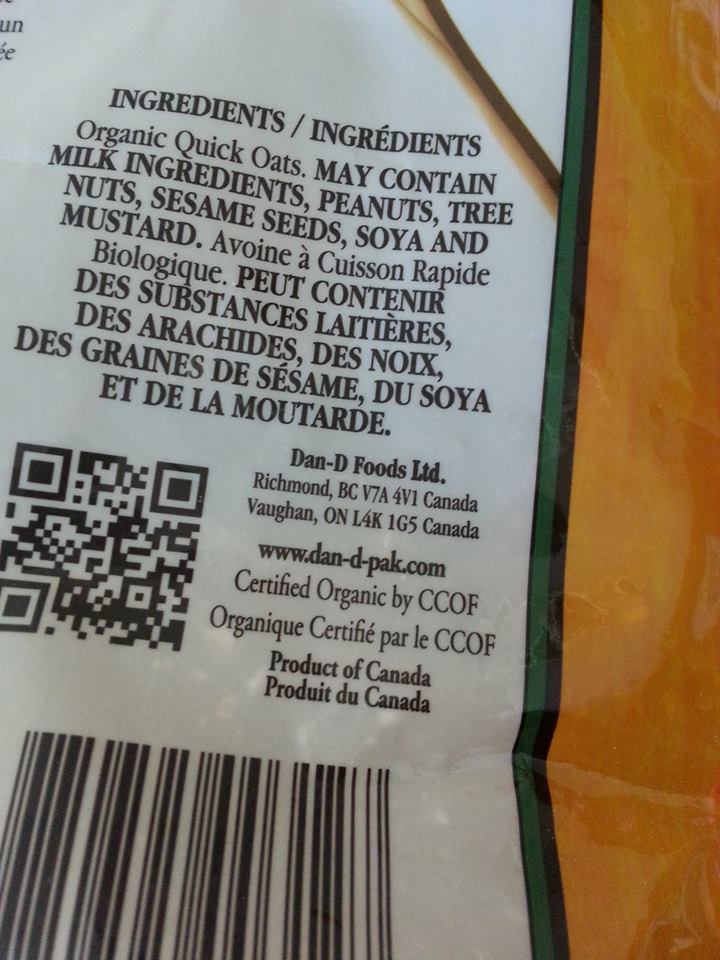 un
ée
INGREDIENTS / INGRÉDIENTS
Organic Quick Oats. MAY CONTAIN
MILK INGREDIENTS, PEANUTS, TREE
NUTS, SESAME SEEDS, SOYA AND
MUSTARD. Avoine à Cuisson Rapide
Biologique. PEUT CONTENIR
DES SUBSTANCES LAITIÈRES,
DES ARACHIDES, DES NOIX,
DES GRAINES DE SÉSAME, DU SOYA
ET DE LA MOUTARDE.
Dan-D Foods Ltd.
Richmond, BC V7A 4V1 Canada
Vaughan, ON L4K 1G5 Canada
www.dan-d-pak.com
Certified Organic by CCOF
Organique Certifié par le CCOF
Product of Canada
Produit du Canada